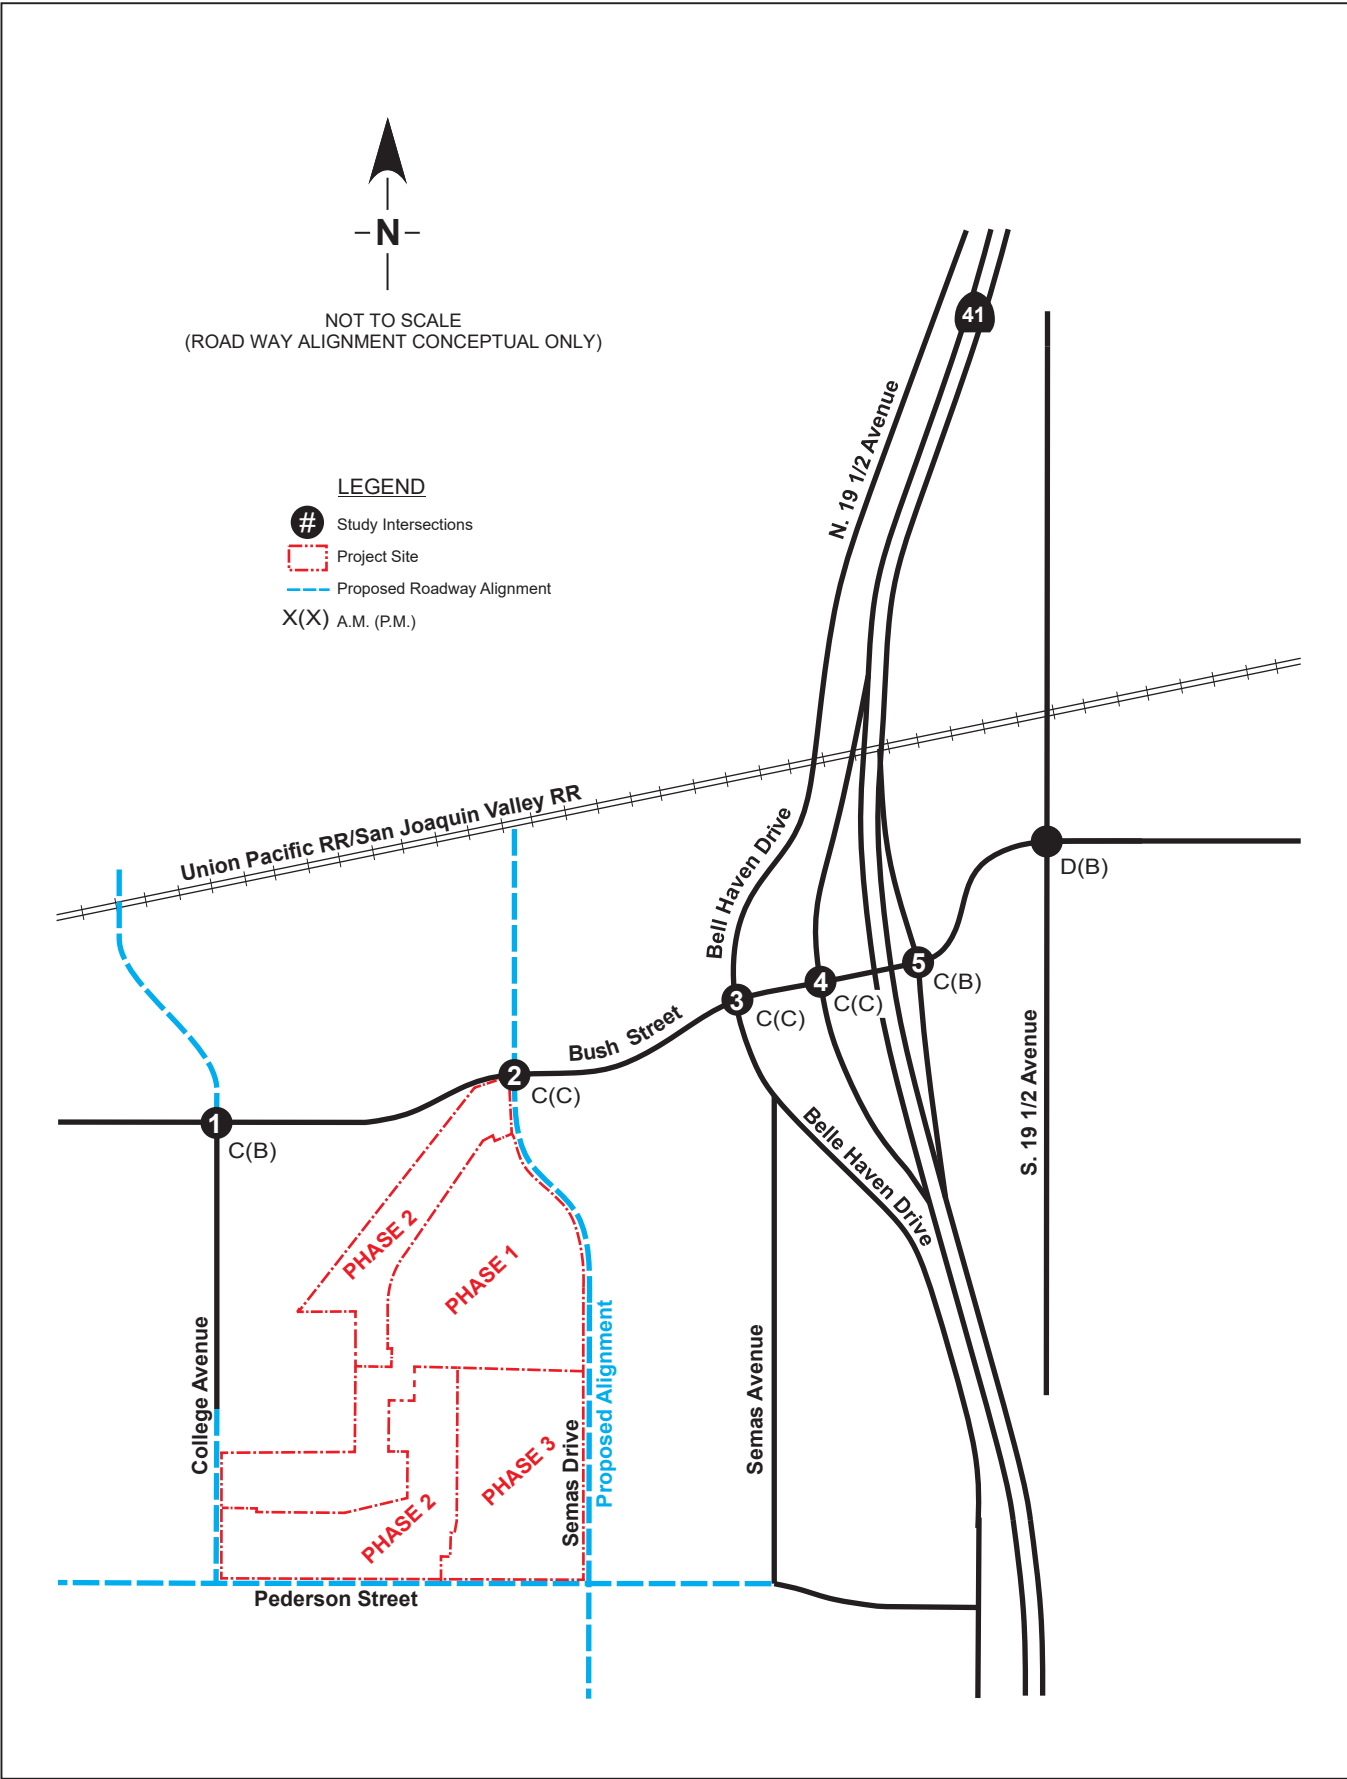 N
NOT TO SCALE
(ROAD WAY ALIGNMENT CONCEPTUAL ONLY)
41
N. 19 1/2 Avenue
LEGEND
# Study Intersections
Project Site
Proposed Roadway Alignment
X(X) A.M. (P.M.)
Union Pacific RR/San Joaquin Valley RR
Bell Haven Drive
D(B)
5
C(B)
4
C(C)
3
C(C)
Bush Street
2
C(C)
1
C(B)
S. 19 1/2 Avenue
Belle Haven Drive
PHASE 2
PHASE 1
College Avenue
Semas Avenue
Proposed Alignment
Semas Drive
PHASE 3
PHASE 2
Pederson Street